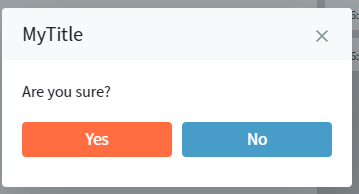 MyTitle
Are you sure?
Yes
No